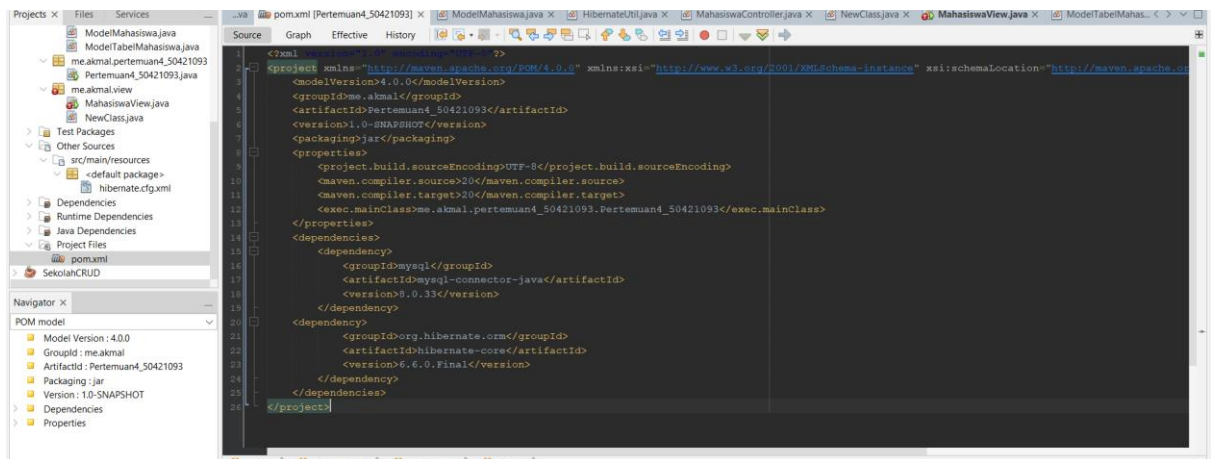 Projects × Files Services
ModelMahasiswa.java
ModelTabelMahasiswa.java
me.akmal.pertemuan4_50421093
Pertemuan4_50421093.java
me.akmal.view
MahasiswaView.java
NewClass.java
Test Packages
Other Sources
src/main/resources
<default package>
hibernate.cfg.xml
Dependencies
Runtime Dependencies
Java Dependencies
Project Files
pom.xml
SekolahCRUD
Navigator ×
POM model
Model Version : 4.0.0
GroupId : me.akmal
ArtifactId : Pertemuan4_50421093
Packaging : jar
Version : 1.0-SNAPSHOT
Dependencies
Properties
...va pom.xml [Pertemuan4_50421093] × ModelMahasiswa.java × HibernateUtil.java × MahasiswaController.java × NewClass.java × MahasiswaView.java × ModelTabelMahas...
Source Graph Effective History
1 <?xml version="1.0" encoding="UTF-8"?>
2 <project xmlns="http://maven.apache.org/POM/4.0.0" xmlns:xsi="http://www.w3.org/2001/XMLSchema-instance" xsi:schemaLocation="http://maven.apache.or
3 <modelVersion>4.0.0</modelVersion>
4 <groupId>me.akmal</groupId>
5 <artifactId>Pertemuan4_50421093</artifactId>
6 <version>1.0-SNAPSHOT</version>
7 <packaging>jar</packaging>
8 <properties>
9 <project.build.sourceEncoding>UTF-8</project.build.sourceEncoding>
10 <maven.compiler.source>20</maven.compiler.source>
11 <maven.compiler.target>20</maven.compiler.target>
12 <exec.mainClass>me.akmal.pertemuan4_50421093.Pertemuan4_50421093</exec.mainClass>
13 </properties>
14 <dependencies>
15 <dependency>
16 <groupId>mysql</groupId>
17 <artifactId>mysql-connector-java</artifactId>
18 <version>8.0.33</version>
19 </dependency>
20 <dependency>
21 <groupId>org.hibernate.orm</groupId>
22 <artifactId>hibernate-core</artifactId>
23 <version>6.6.0.Final</version>
24 </dependency>
25 </dependencies>
26 </project>